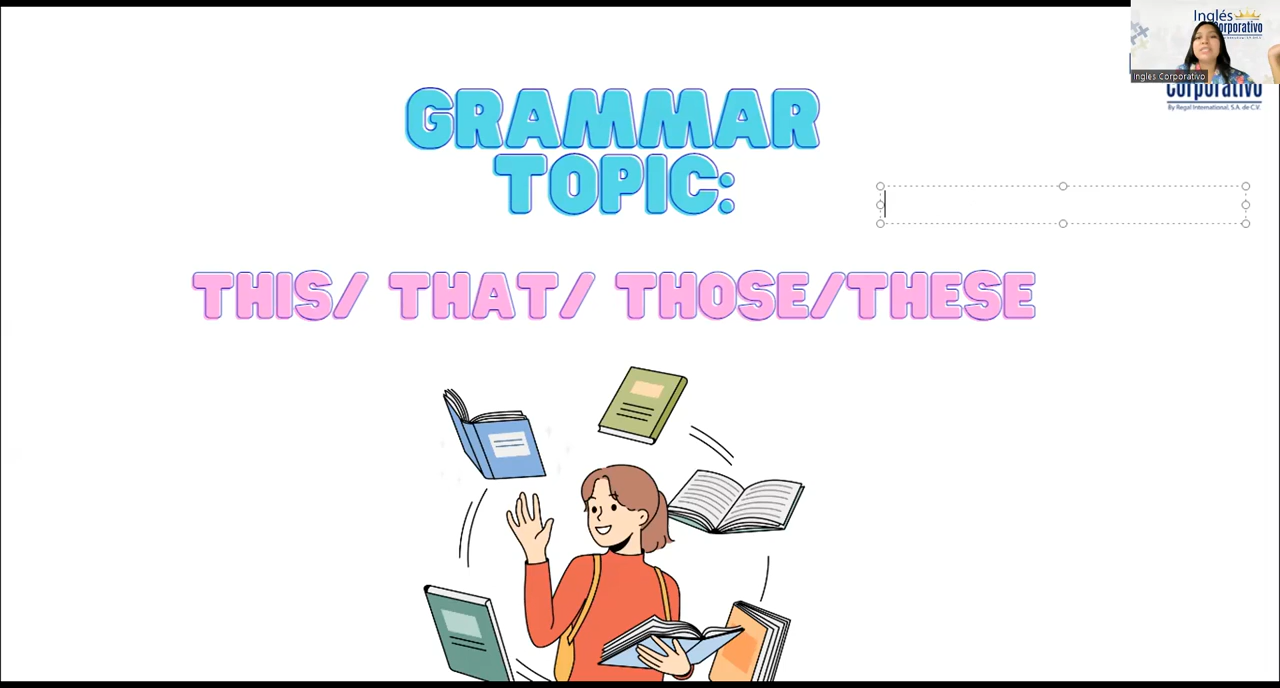 Inglés
Corporativo
Ingles Corporativo
Corporativo
By Regal International, S.A. de C.V.
GRAMMAR
TOPIC:
THIS/ THAT/ THOSE/THESE